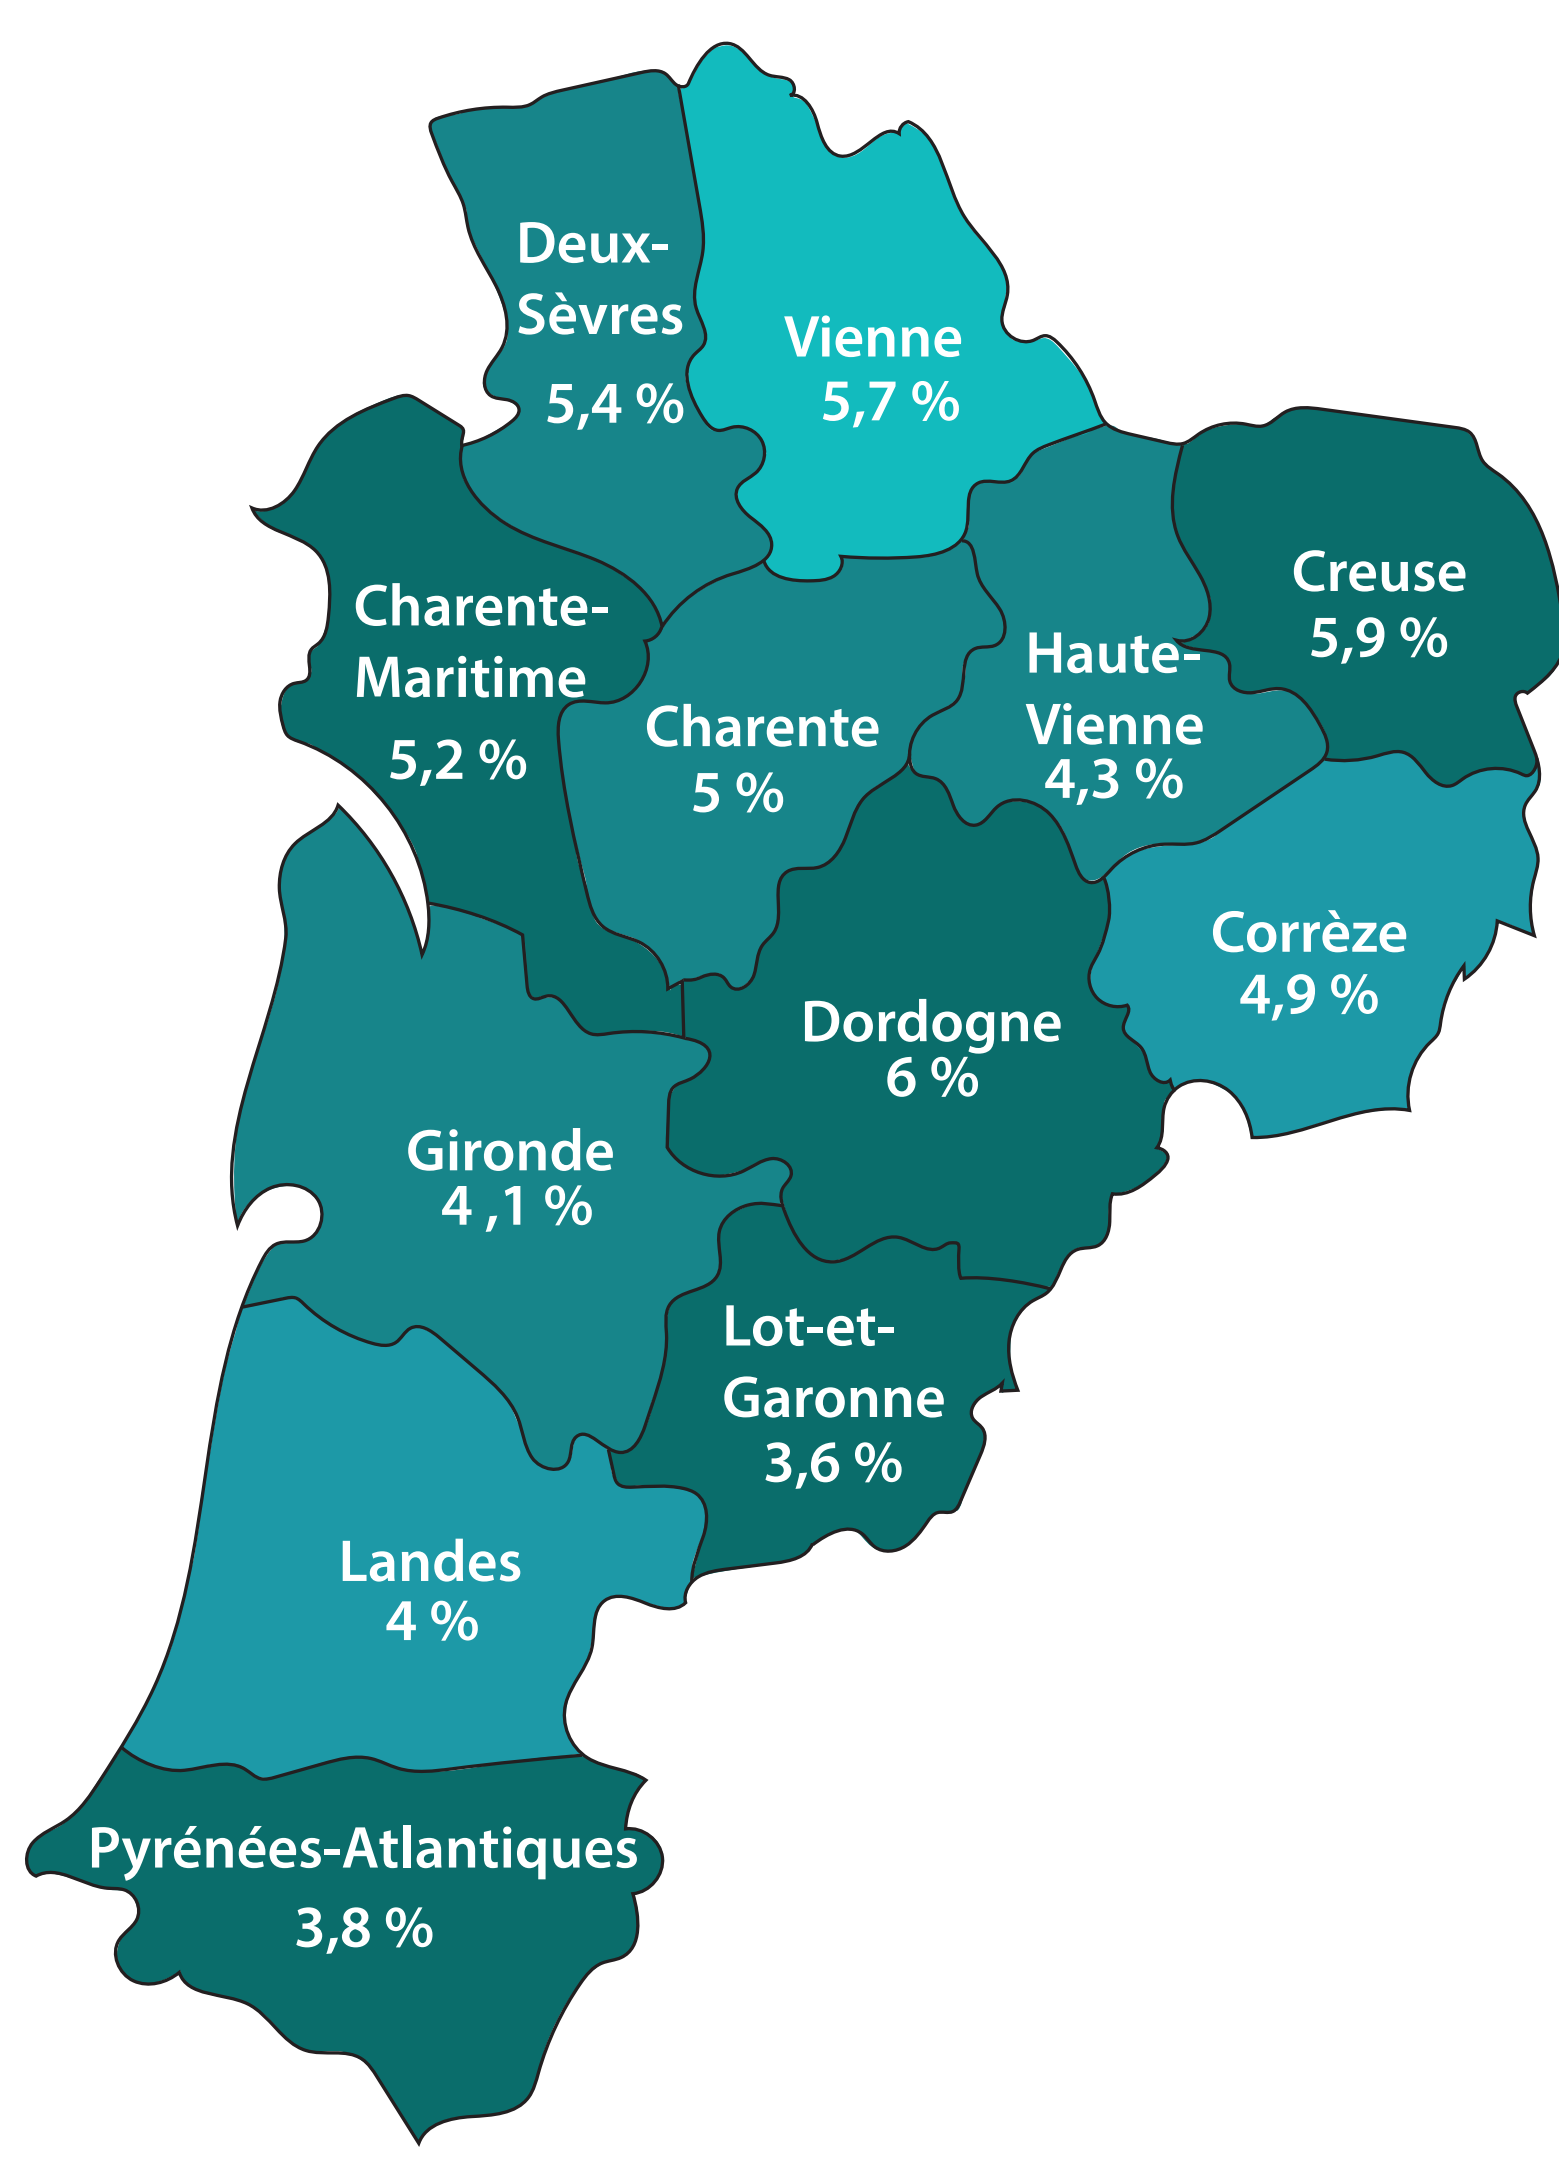 Deux-
Sèvres
5,4 %
Vienne
5,7 %
Charente-
Maritime
5,2 %
Charente
5 %
Haute-
Vienne
4,3 %
Creuse
5,9 %
Corrèze
4,9 %
Dordogne
6 %
Gironde
4 ,1 %
Lot-et-
Garonne
3,6 %
Landes
4 %
Pyrénées-Atlantiques
3,8 %